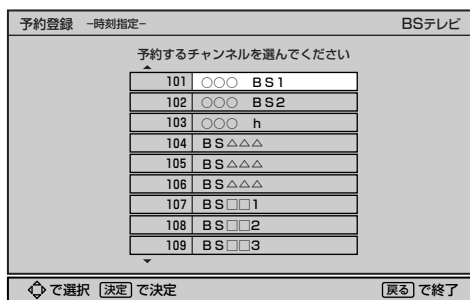 予約登録 −時刻指定− BSテレビ
予約するチャンネルを選んでください
101 ○○○ BS1
102 ○○○ BS2
103 ○○○ h
104 BS△△△
105 BS△△△
106 BS△△△
107 BS□□1
108 BS□□2
109 BS□□3
で選択 決定 で決定 戻る で終了